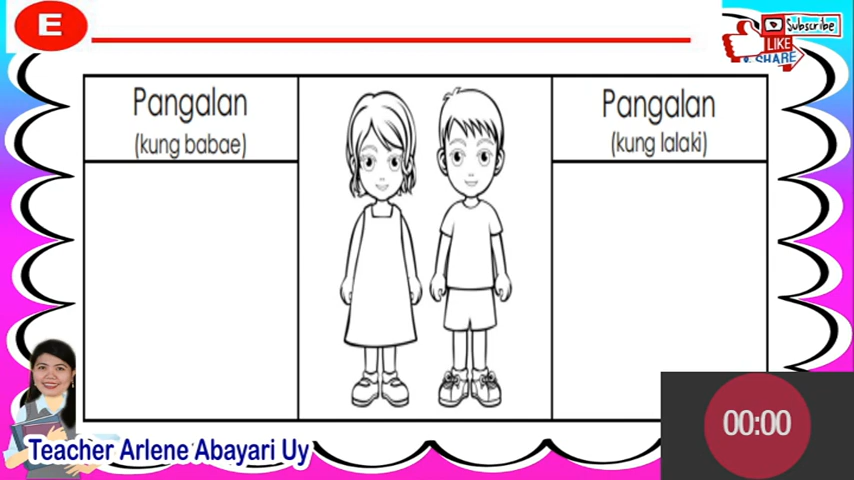 E
Subscribe
LIKE
& SHARE
Pangalan
(kung babae)
Pangalan
(kung lalaki)
00:00
Teacher Arlene Abayari Uy